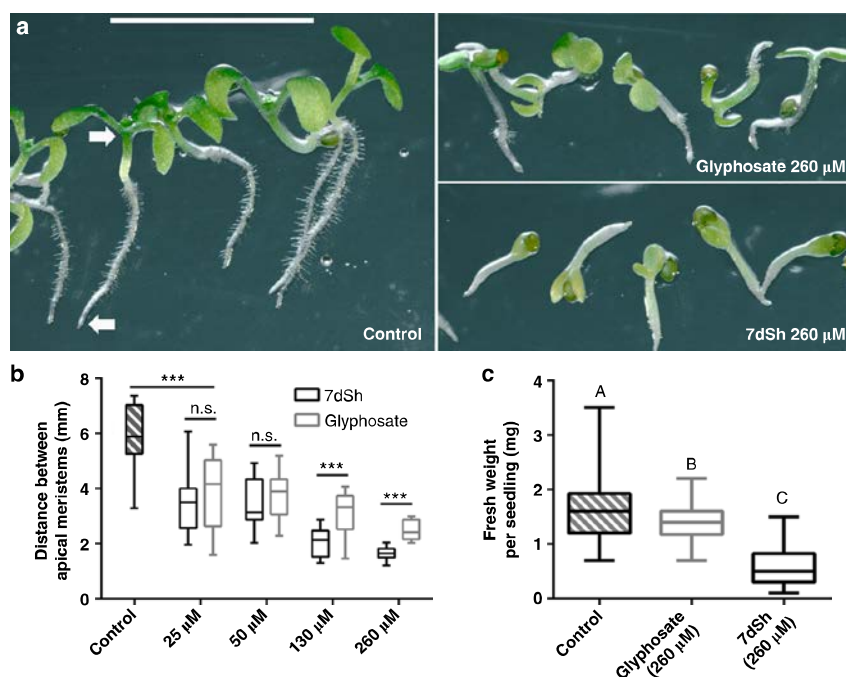 a
Control
Glyphosate 260 µM
7dSh 260 µM
b
Distance between
apical meristems (mm)
8
6
4
2
0
***
n.s.
n.s.
***
***
7dSh
Glyphosate
Control
25 µM
50 µM
130 µM
260 µM
c
Fresh weight
per seedling (mg)
4
3
2
1
0
A
B
C
Control
Glyphosate
(260 µM)
7dSh
(260 µM)